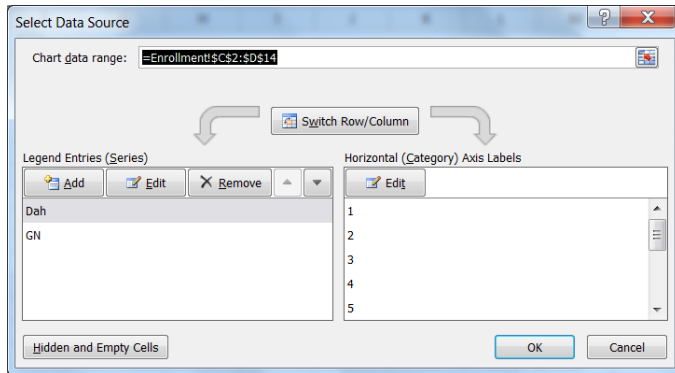 Select Data Source
Chart data range: =Enrollment!$C$2:$D$14
Switch Row/Column
Legend Entries (Series)
Add Edit Remove
Dah
GN
Horizontal (Category) Axis Labels
Edit
1
2
3
4
5
Hidden and Empty Cells
OK Cancel